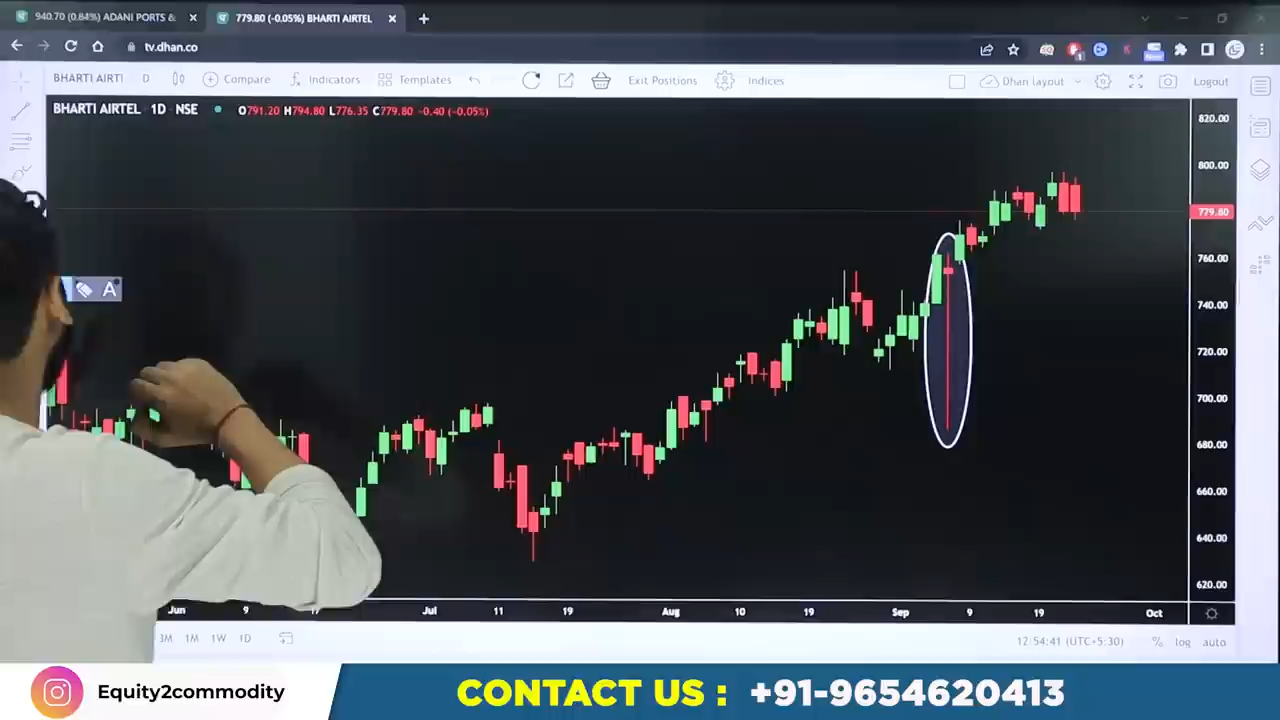 940.70 (0.84%) ADANI PORTS &
779.80 (-0.05%) BHARTI AIRTEL
tv.dhan.co
BHARTI AIRTI D Compare Indicators Templates Exit Positions Indices Dhan layout Logout
BHARTI AIRTEL 1D NSE O791.20 H794.80 L776.35 C779.80 -0.40 (-0.05%)
820.00
800.00
779.80
760.00
740.00
720.00
700.00
680.00
660.00
640.00
620.00
A
Jun 9 17 Jul 11 19 Aug 10 19 Sep 9 19 Oct
3M 1M 1W 1D 12:54:41 (UTC+5:30) % log auto
Equity2commodity CONTACT US : +91-9654620413